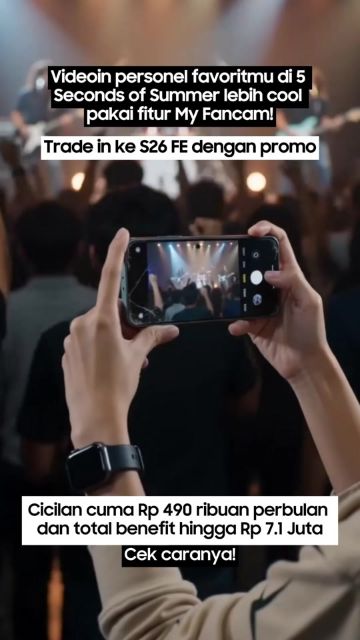 Videoin personel favoritmu di 5
Seconds of Summer lebih cool
pakai fitur My Fancam!
Trade in ke S26 FE dengan promo
Cicilan cuma Rp 490 ribuan perbulan
dan total benefit hingga Rp 7.1 Juta
Cek caranya!